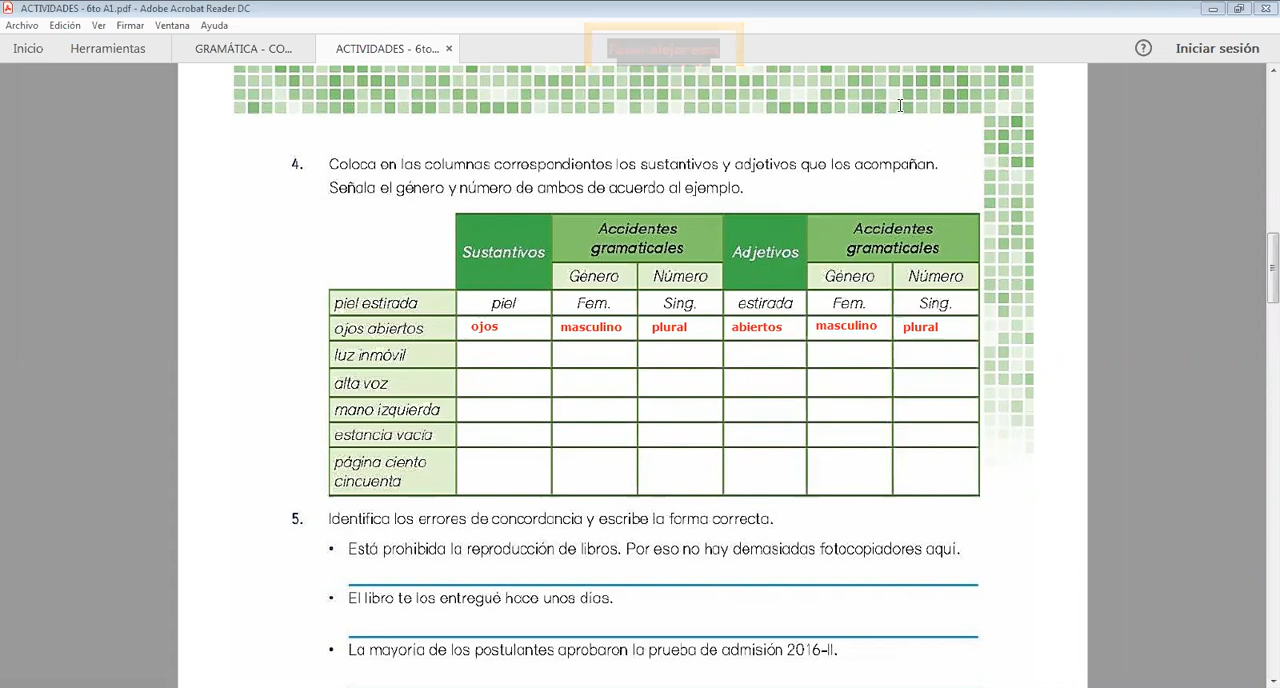 ACTIVIDADES - 6to A1.pdf - Adobe Acrobat Reader DC
Archivo Edición Ver Firmar Ventana Ayuda
Inicio Herramientas GRAMÁTICA - CO... ACTIVIDADES - 6to... × ? Iniciar sesión
4. Coloca en las columnas correspondientes los sustantivos y adjetivos que los acompañan.
Señala el género y número de ambos de acuerdo al ejemplo.
Sustantivos Accidentes gramaticales Adjetivos Accidentes gramaticales
Género Número Género Número
piel estirada piel Fem. Sing. estirada Fem. Sing.
ojos abiertos ojos masculino plural abiertos masculino plural
luz inmóvil
alta voz
mano izquierda
estancia vacía
página ciento
cincuenta
5. Identifica los errores de concordancia y escribe la forma correcta.
• Está prohibida la reproducción de libros. Por eso no hay demasiadas fotocopiadores aquí.
• El libro te los entregué hace unos días.
• La mayoría de los postulantes aprobaron la prueba de admisión 2016-II.